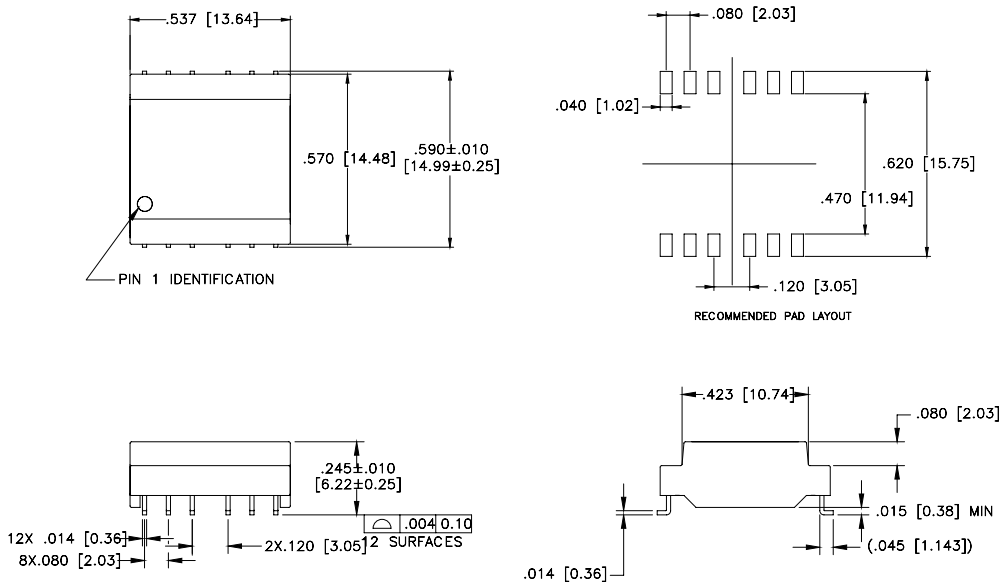 .537 [13.64]
.570 [14.48]
.590±.010
[14.99±0.25]
PIN 1 IDENTIFICATION
.080 [2.03]
.040 [1.02]
.620 [15.75]
.470 [11.94]
.120 [3.05]
RECOMMENDED PAD LAYOUT
.245±.010
[6.22±0.25]
.004 0.10
12 SURFACES
12X .014 [0.36]
2X.120 [3.05]
8X.080 [2.03]
.423 [10.74]
.080 [2.03]
.015 [0.38] MIN
(.045 [1.143])
.014 [0.36]